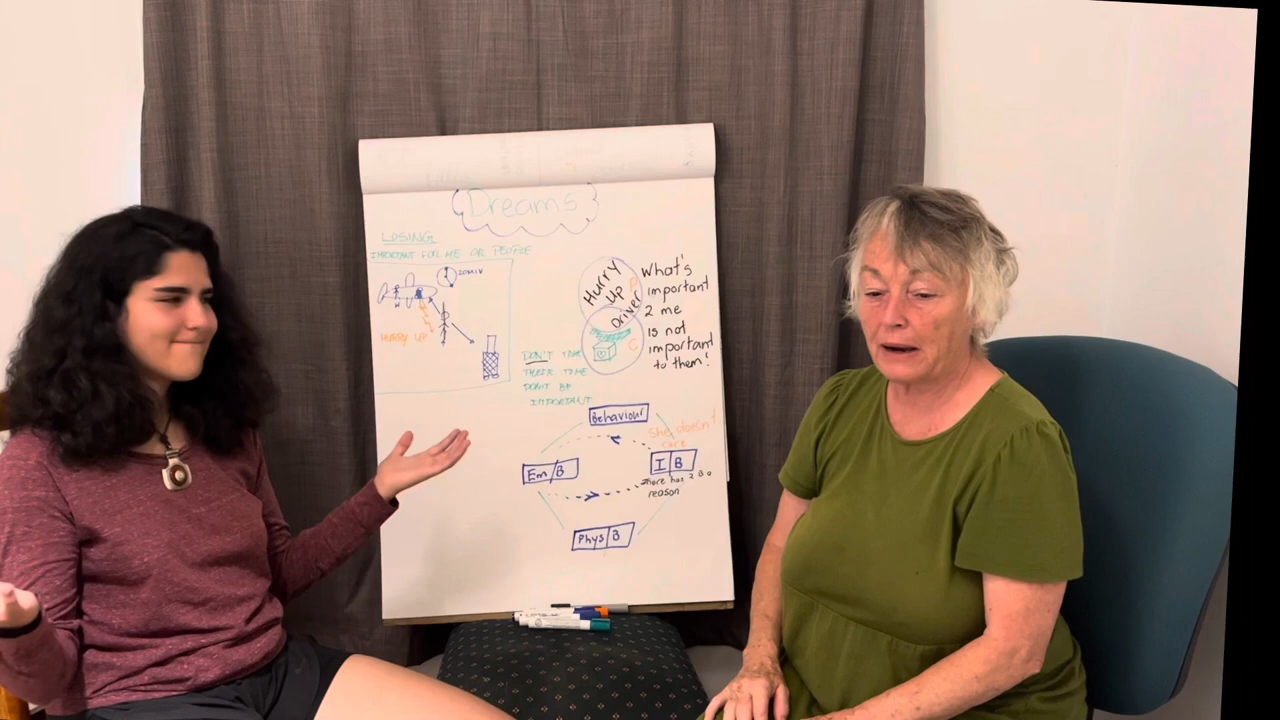 Dreams
LOSING
IMPORTANT FOR ME OR PEOPLE
20MIN
HURRY UP
Hurry
Up
Driver
P
C
What's
important
2 me
is not
important
to them!
DON'T TAKE
THEIR TIME
DON'T BE
IMPORTANT
Behaviour
she doesn't
care
Em B
I B
There has 2 B a
reason
Phys B